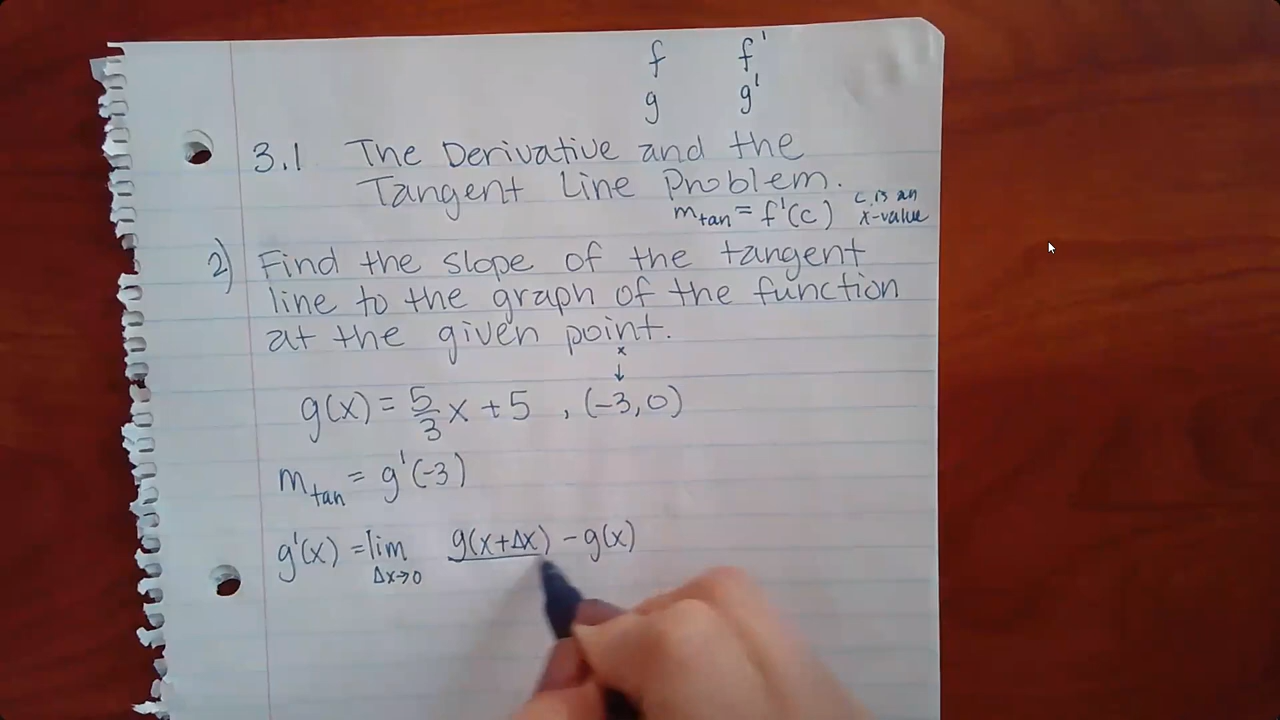 f f'
g g'
3.1 The Derivative and the
Tangent Line Problem.
m_tan = f'(c) c is an
x-value
2) Find the slope of the tangent
line to the graph of the function
at the given point.
x
↓
g(x) = 5/3 x + 5 , (-3, 0)
m_tan = g'(-3)
g'(x) = lim g(x+Δx) - g(x)
Δx→0